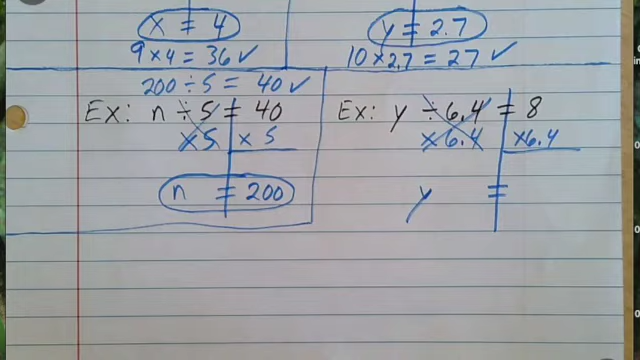 x = 4
9 x 4 = 36 ✓
y = 2.7
10 x 2.7 = 27 ✓
200 ÷ 5 = 40 ✓
Ex: n ÷ 5 = 40
x 5 x 5
n = 200
Ex: y ÷ 6.4 = 8
x 6.4 x 6.4
y =